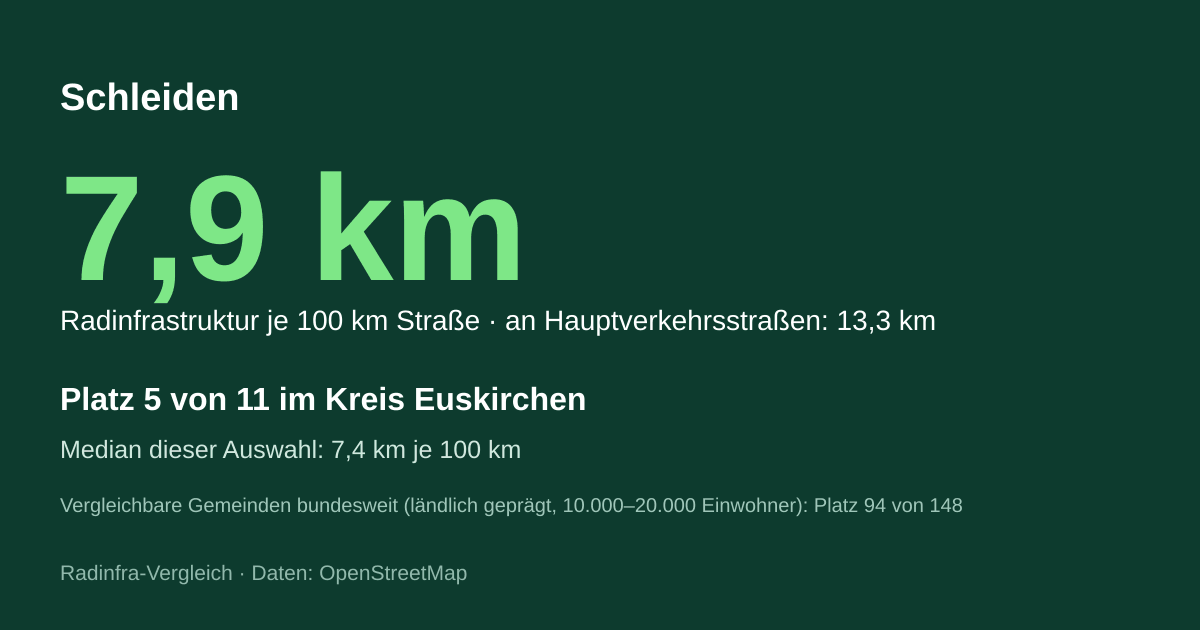 Schleiden
7,9 km
Radinfrastruktur je 100 km Straße · an Hauptverkehrsstraßen: 13,3 km
Platz 5 von 11 im Kreis Euskirchen
Median dieser Auswahl: 7,4 km je 100 km
Vergleichbare Gemeinden bundesweit (ländlich geprägt, 10.000–20.000 Einwohner): Platz 94 von 148
Radinfra-Vergleich · Daten: OpenStreetMap